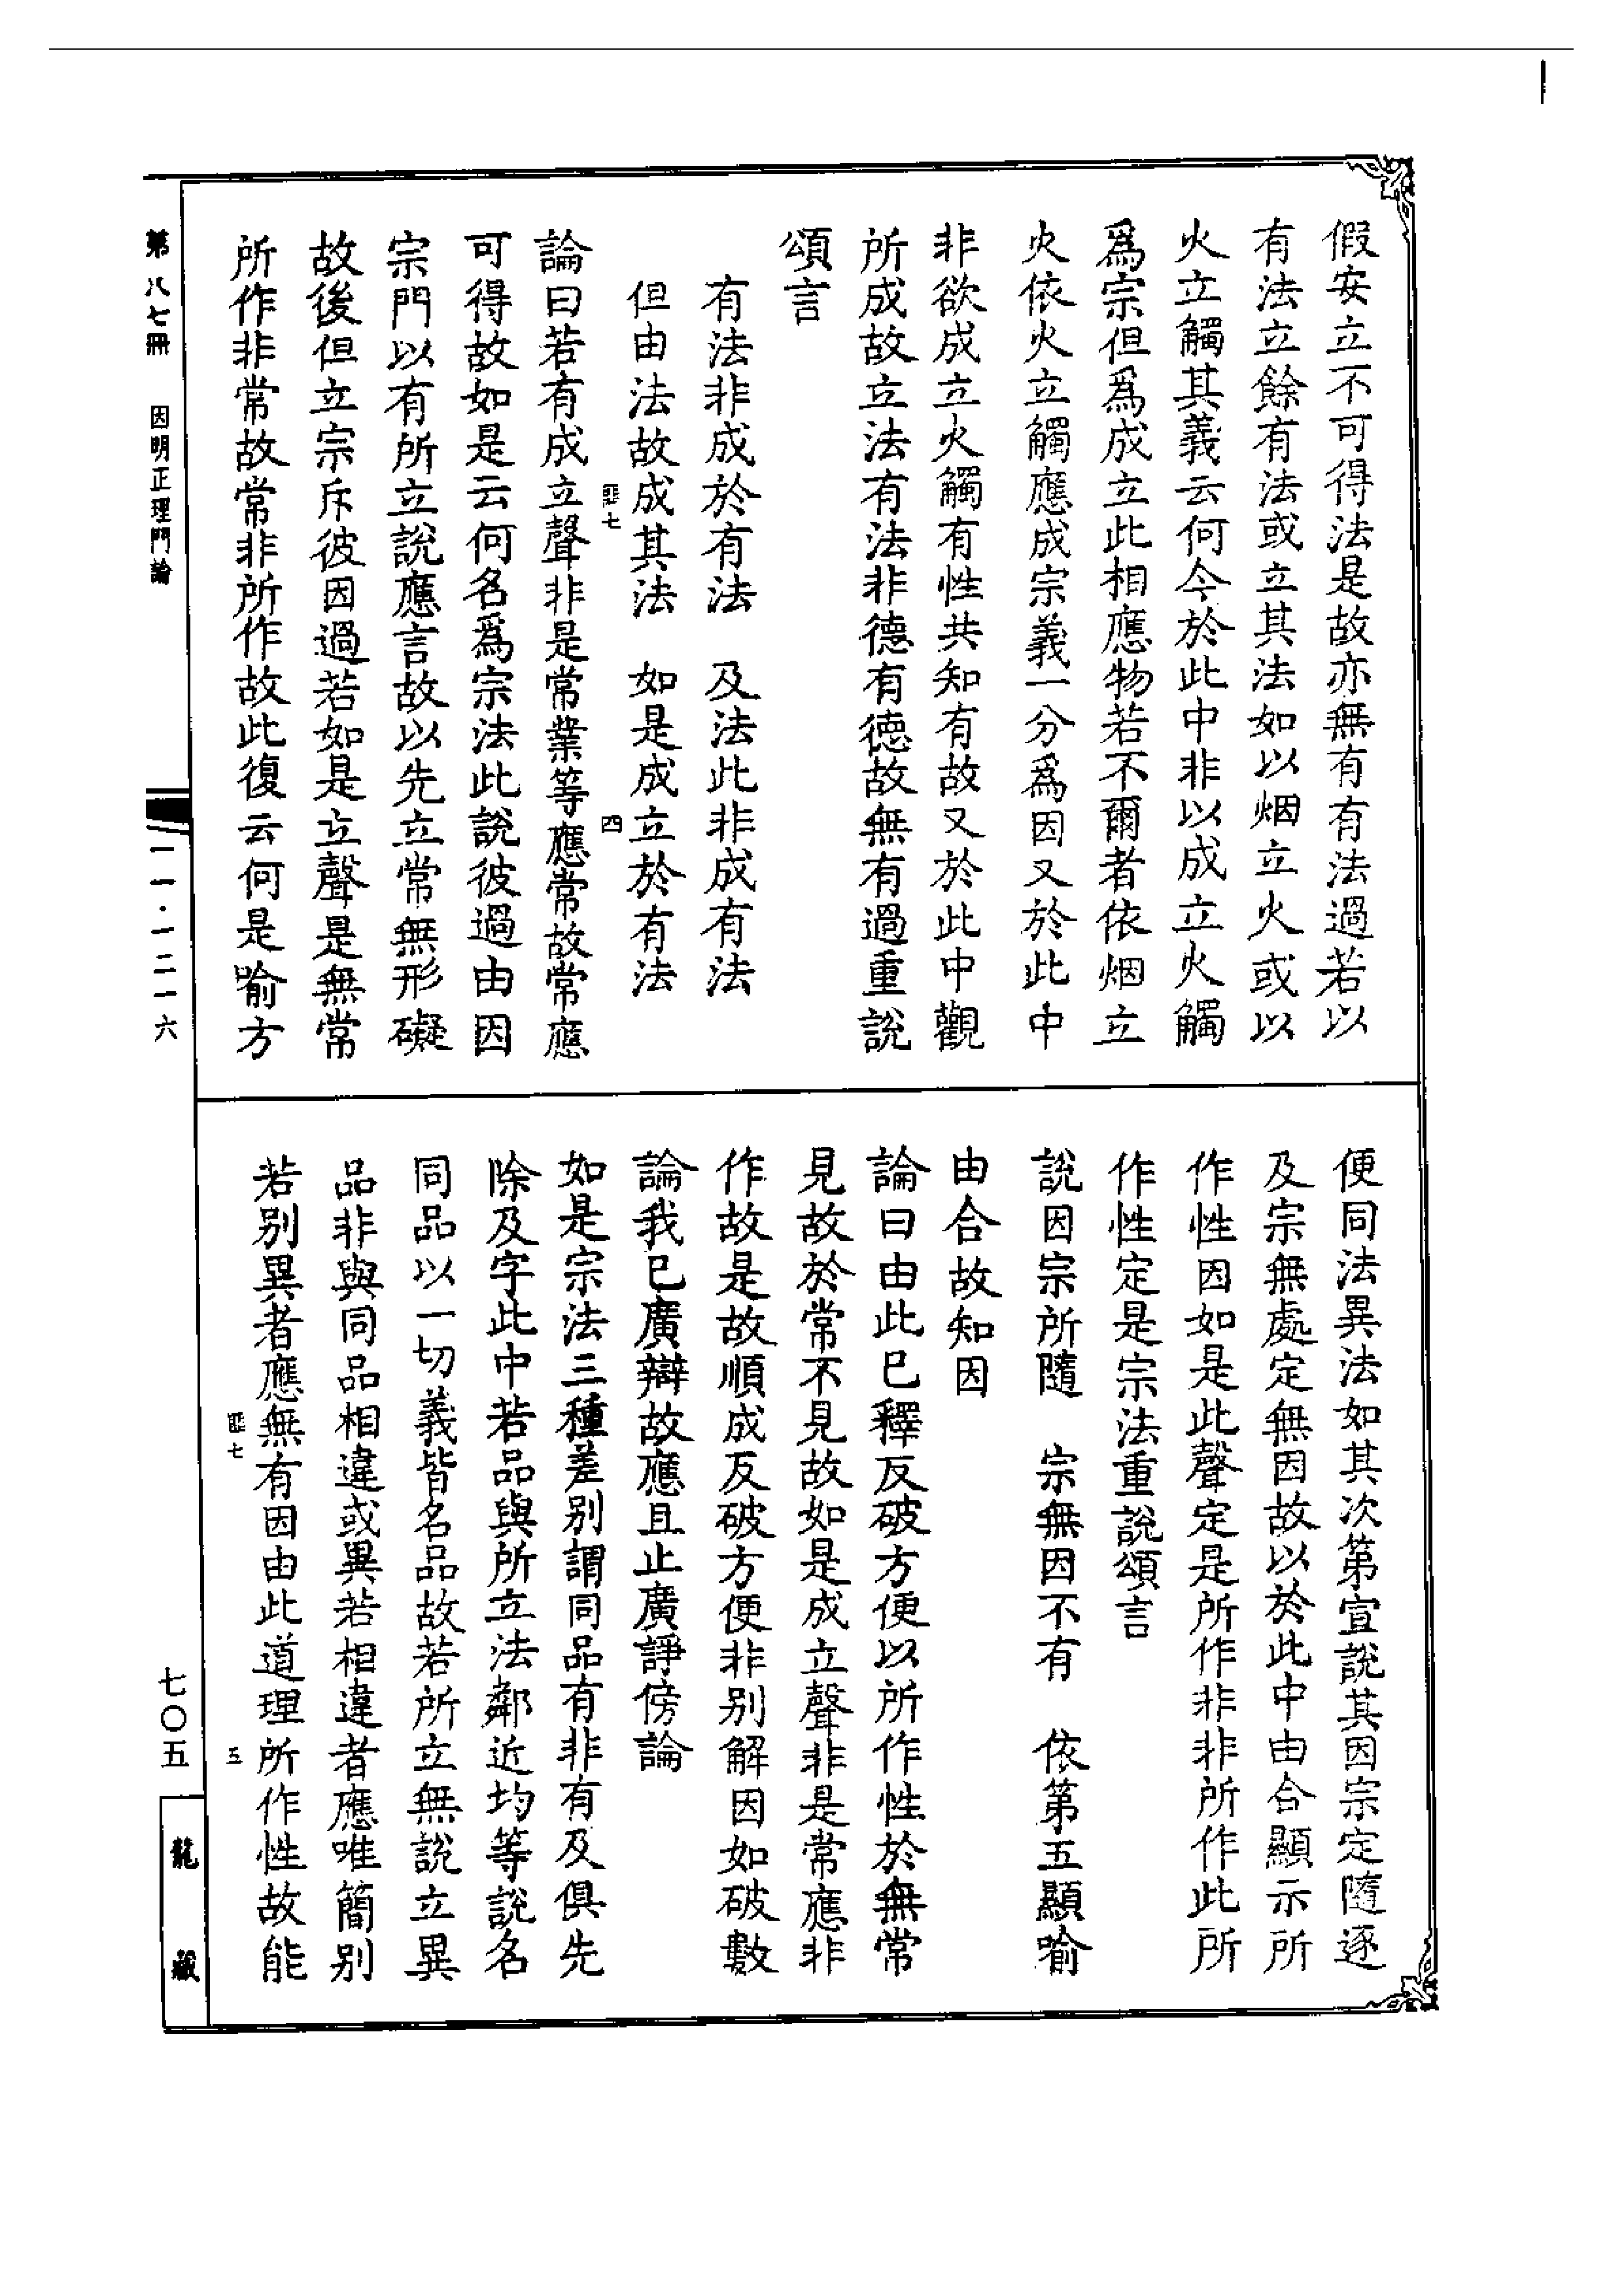 假安立不可得法是故亦無有有法過若以
有法立餘有法或立其法如以烟立火或以
火立觸其義云何今於此中非以成立火觸
爲宗但爲成立此相應物若不爾者依烟立
火依火立觸應成宗義一分爲因又於此中
非欲成立火觸有性共知有故又於此中觀
所成故立法有法非德有德故無有過重說
頌言
有法非成於有法　及法此非成有法
但由法故成其法　如是成立於有法
論曰若有成立聲非是常業等應常故常應
可得故如是云何名爲宗法此說彼過由因
宗門以有所立說應言故以先立常無形礙
故後但立宗斥彼因過若如是立聲是無常
所作非常故常非所作故此復云何是喻方
便同法異法如其次第宣說其因宗定隨逐
及宗無處定無因故以於此中由合顯示所
作性因如是此聲定是所作非非所作此所
作性定是宗法重說頌言
說因宗所隨　宗無因不有　依第五顯喻
由合故知因
論曰由此已釋反破方便以所作性於無常
見故於常不見故如是成立聲非是常應非
作故是故順成反破方便非別解因如破數
論我已廣辯故應且止廣諍傍論
如是宗法三種差別謂同品有非有及俱先
除及字此中若品與所立法鄰近均等說名
同品以一切義皆名品故若所立無說立異
品非與同品相違或異若相違者應唯簡別
若別異者應無有因由此道理所作性故能
第八七冊　因明正理門論
一一·一二一六
七〇五
龍藏
匪七
四
匪七
五